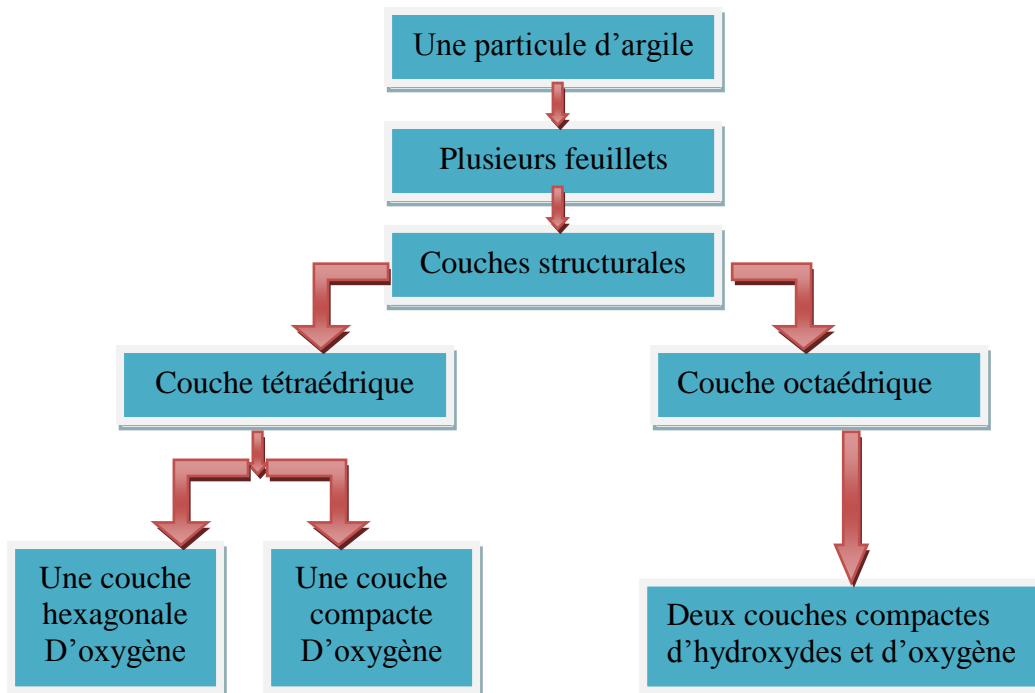 Une particule d’argile
Plusieurs feuillets
Couches structurales
Couche tétraédrique
Couche octaédrique
Une couche
hexagonale
D’oxygène
Une couche
compacte
D’oxygène
Deux couches compactes
d’hydroxydes et d’oxygène